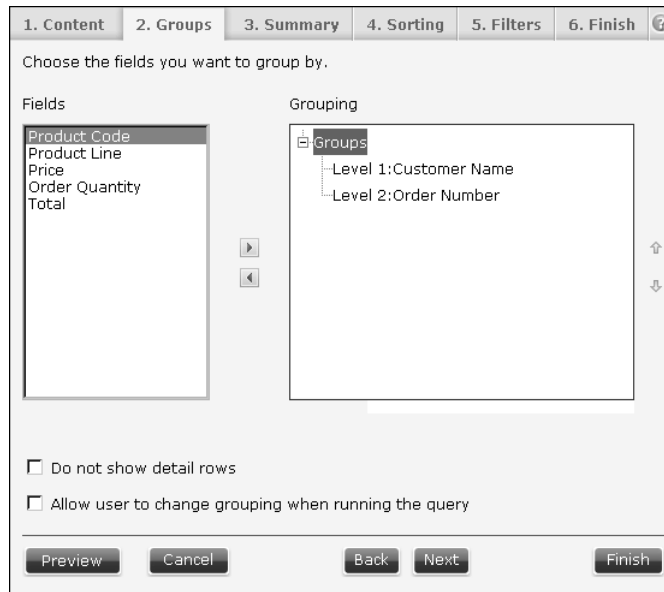 1. Content 2. Groups 3. Summary 4. Sorting 5. Filters 6. Finish ?
Choose the fields you want to group by.
Fields Grouping
Product Code
Product Line
Price
Order Quantity
Total
Groups
Level 1:Customer Name
Level 2:Order Number
Do not show detail rows
Allow user to change grouping when running the query
Preview Cancel Back Next Finish